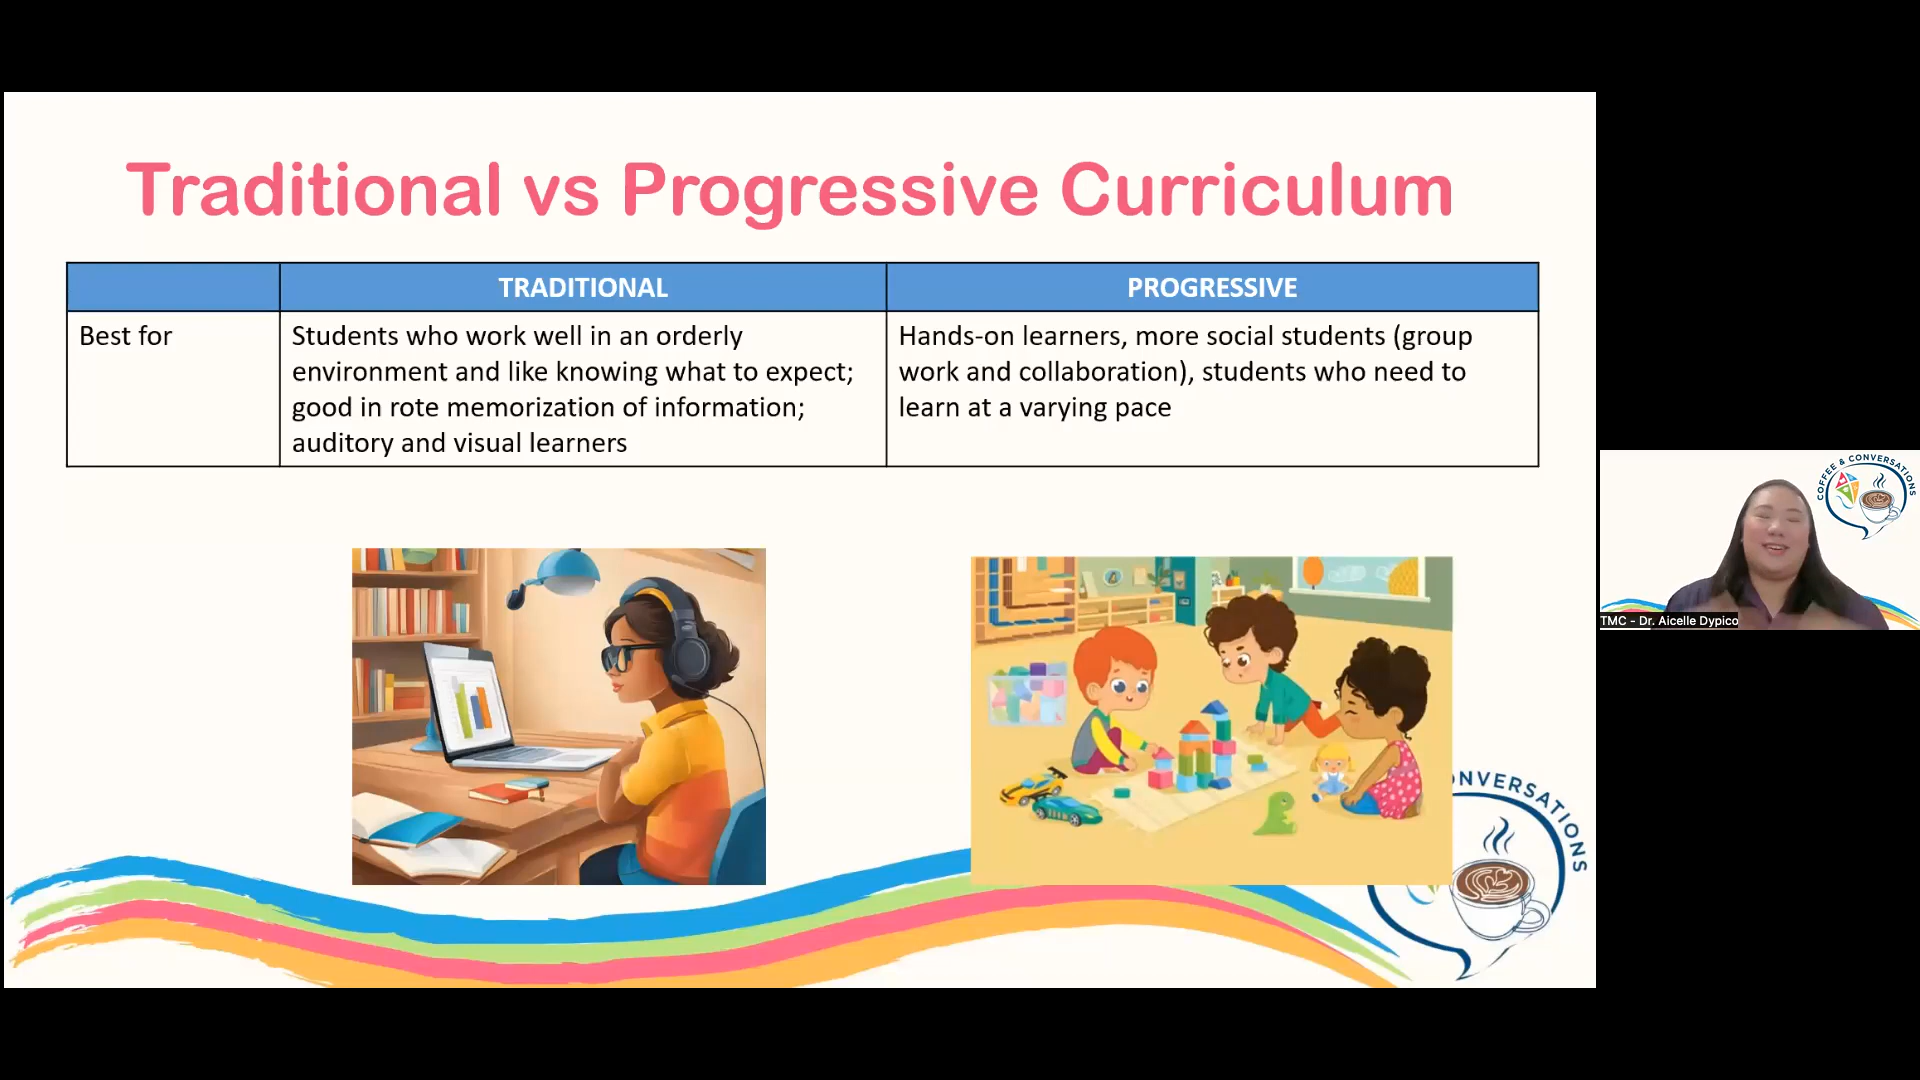 Traditional vs Progressive Curriculum
TRADITIONAL
PROGRESSIVE
Best for
Students who work well in an orderly
environment and like knowing what to expect;
good in rote memorization of information;
auditory and visual learners
Hands-on learners, more social students (group
work and collaboration), students who need to
learn at a varying pace
NVERSATIONS
COFFEE & CONVERSATIONS
TMC - Dr. Aicelle Dypico